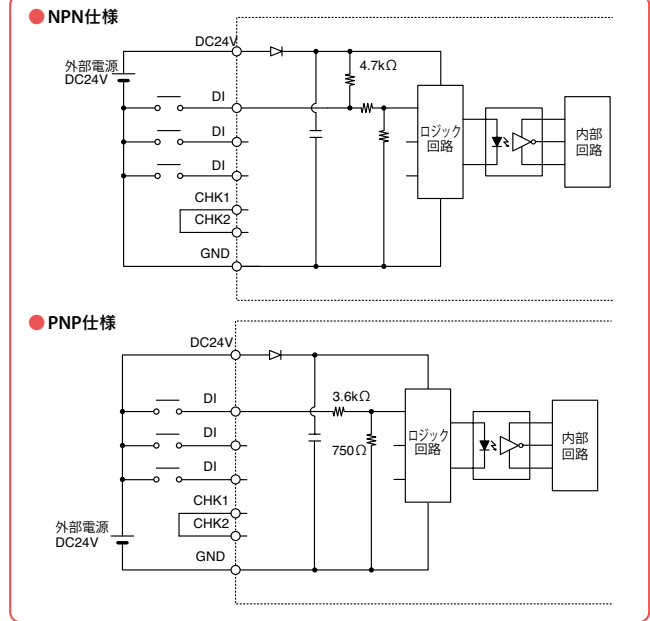 ●NPN仕様
DC24V
外部電源
DC24V
4.7kΩ
DI
DI
DI
ロジック
回路
内部
回路
CHK1
CHK2
GND
●PNP仕様
DC24V
DI
3.6kΩ
DI
750Ω
ロジック
回路
内部
回路
DI
CHK1
外部電源
DC24V
CHK2
GND